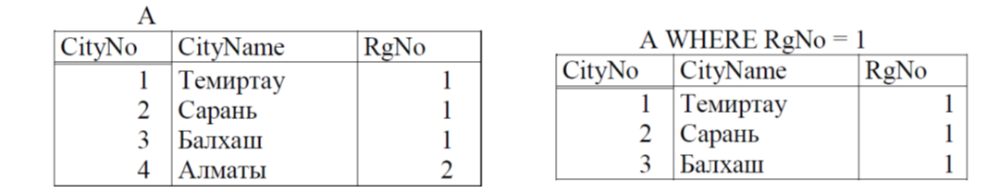 A
CityNo CityName RgNo
1 Темиртау 1
2 Сарань 1
3 Балхаш 1
4 Алматы 2
A WHERE RgNo = 1
CityNo CityName RgNo
1 Темиртау 1
2 Сарань 1
3 Балхаш 1